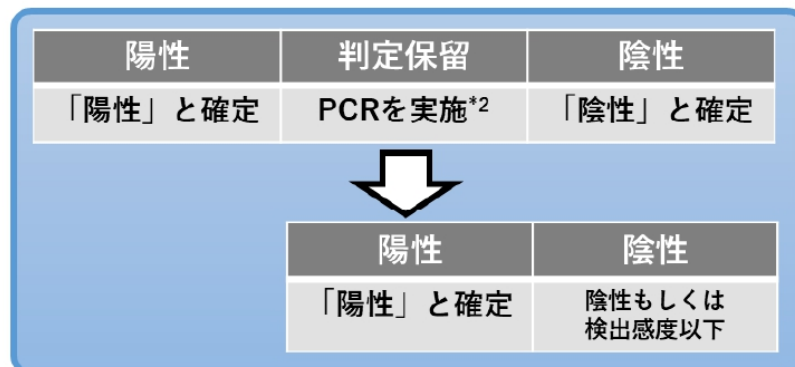 陽性 判定保留 陰性
「陽性」と確定 PCRを実施*2 「陰性」と確定
陽性 陰性
「陽性」と確定 陰性もしくは
検出感度以下